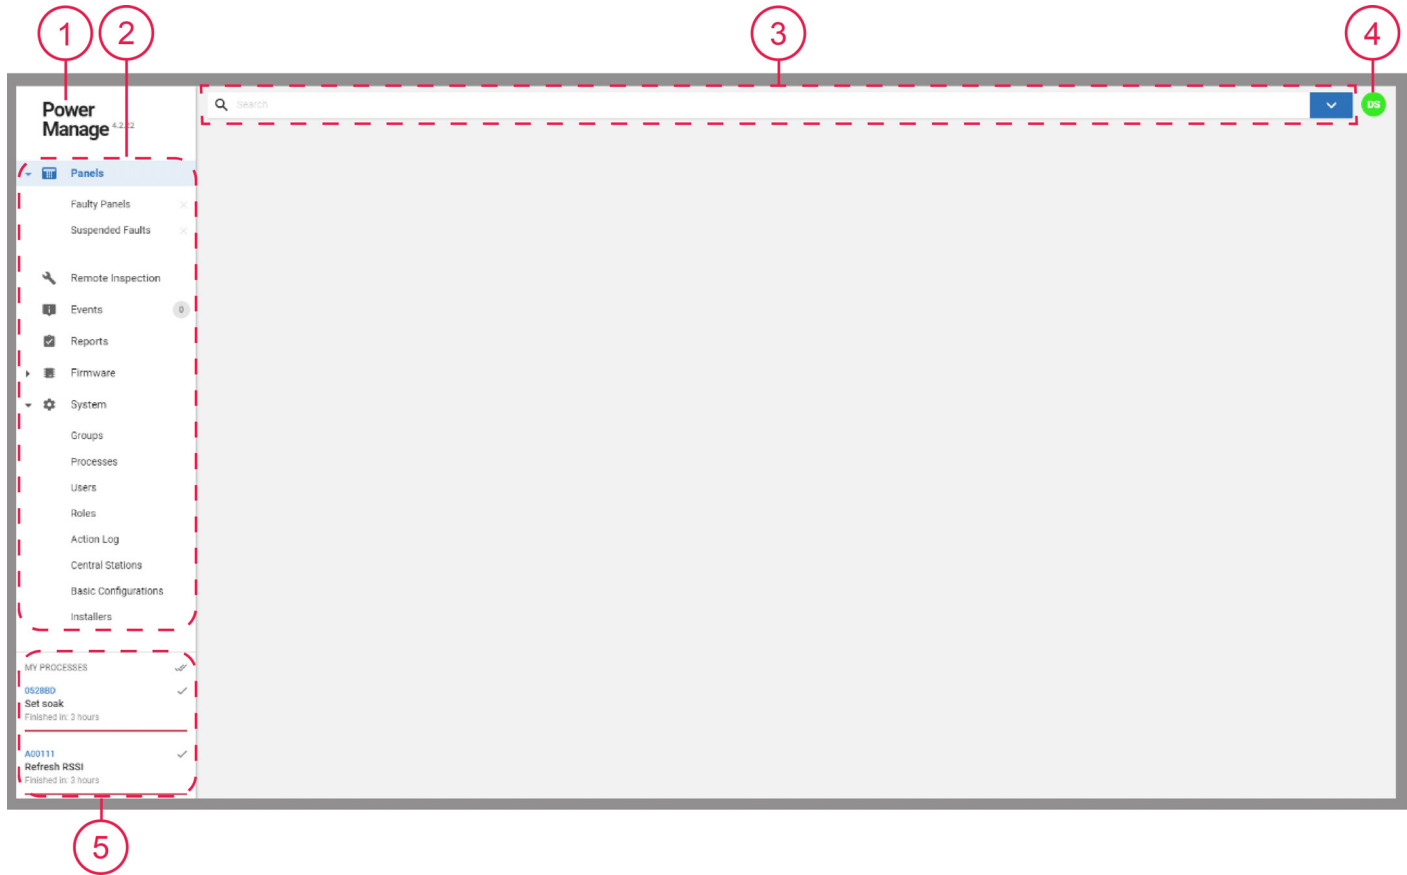 1
2
3
4
Power
Manage
Search
DS
Panels
Faulty Panels
Suspended Faults
Remote Inspection
Events 0
Reports
Firmware
System
Groups
Processes
Users
Roles
Action Log
Central Stations
Basic Configurations
Installers
MY PROCESSES
0528BD
Set soak
Finished in: 3 hours
A00111
Refresh RSSI
Finished in: 3 hours
5